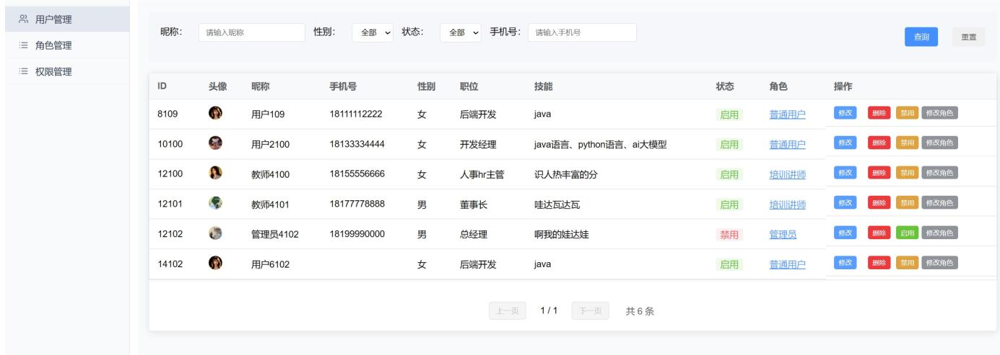 用户管理
角色管理
权限管理
昵称： 请输入昵称 性别： 全部 状态： 全部 手机号： 请输入手机号 查询 重置
ID 头像 昵称 手机号 性别 职位 技能 状态 角色 操作
8109 用户109 18111112222 女 后端开发 java 启用 普通用户 修改 删除 禁用 修改角色
10100 用户2100 18133334444 女 开发经理 java语言、python语言、ai大模型 启用 普通用户 修改 删除 禁用 修改角色
12100 教师4100 18155556666 女 人事hr主管 识人热丰富的分 启用 培训讲师 修改 删除 禁用 修改角色
12101 教师4101 18177778888 男 董事长 哇达瓦达瓦 启用 培训讲师 修改 删除 禁用 修改角色
12102 管理员4102 18199990000 男 总经理 啊我的娃达娃 禁用 管理员 修改 删除 启用 修改角色
14102 用户6102 女 后端开发 java 启用 普通用户 修改 删除 禁用 修改角色
上一页 1 / 1 下一页 共 6 条